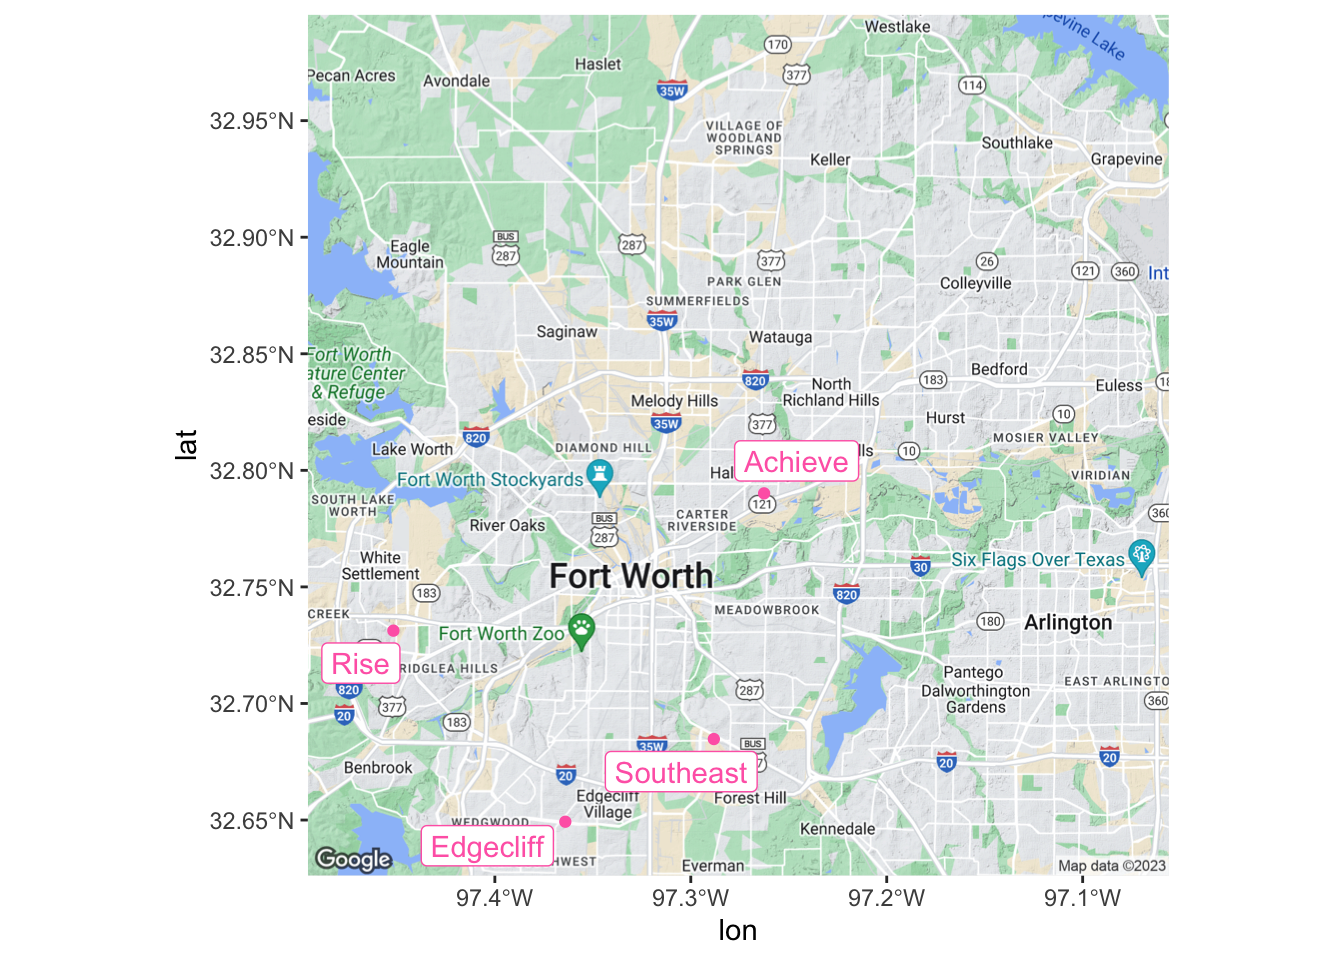 Westlake
Grapevine Lake
170
377
114
Haslet
Pecan Acres
Avondale
35W
32.95°N
VILLAGE OF
WOODLAND
SPRINGS
Southlake
Keller
Grapevine
32.90°N
BUS
287
287
Eagle
Mountain
377
26
121
360
Int
Colleyville
PARK GLEN
SUMMERFIELDS
35W
Saginaw
Watauga
32.85°N
Fort Worth
ature Center
& Refuge
820
183
Bedford
Euless
18
North
Richland Hills
Melody Hills
eside
35W
377
Hurst
10
MOSIER VALLEY
820
Lake Worth
DIAMOND HILL
lls
10
Achieve
lat
32.80°N
Hal
Fort Worth Stockyards
VIRIDIAN
SOUTH LAKE
WORTH
121
360
River Oaks
BUS
287
CARTER
RIVERSIDE
White
Settlement
Six Flags Over Texas
30
Fort Worth
32.75°N
183
820
CREEK
MEADOWBROOK
180
Arlington
Fort Worth Zoo
Rise
RIDGLEA HILLS
Pantego
Dalworthington
Gardens
EAST ARLINGTO
820
287
32.70°N
377
20
183
360
35W
BUS
20
20
Benbrook
Southeast
20
Edgecliff
Village
Forest Hill
32.65°N
WEDGWOOD
Kennedale
Edgecliff
HWEST
Everman
Google
Map data ©2023
97.4°W
97.3°W
97.2°W
97.1°W
lon